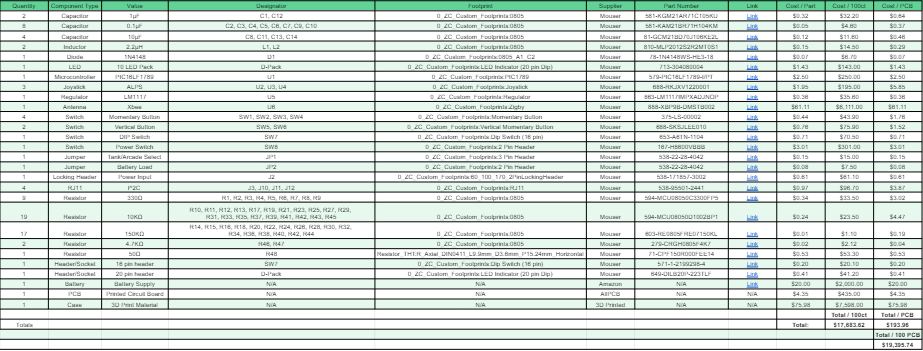 Quantity Component Type Value Designator Footprint Supplier Part Number Link Cost / Part Cost / 100ct Cost / PCB
2 Capacitor 1µF C1, C12 0_ZC_Custom_Footprints:0805 Mouser 581-KGM21AR71C105KU Link $0.32 $32.20 $0.64
8 Capacitor 0.1µF C2, C3, C4, C5, C6, C7, C9, C10 0_ZC_Custom_Footprints:0805 Mouser 581-KAM21BR71H104KM Link $0.05 $4.60 $0.37
4 Capacitor 10µF C8, C11, C13, C14 0_ZC_Custom_Footprints:0805 Mouser 81-GCM21BD70J106KE2L Link $0.12 $11.60 $0.46
2 Inductor 2.2µH L1, L2 0_ZC_Custom_Footprints:0805 Mouser 810-MLP2012S2R2MT0S1 Link $0.15 $14.50 $0.29
1 Diode 1N4148 D1 0_ZC_Custom_Footprints:0805_A1_C2 Mouser 78-1N4148WS-HE3-18 Link $0.07 $6.70 $0.07
1 LED 10 LED Pack D-Pack 0_ZC_Custom_Footprints:LED Indicator (20 pin Dip) Mouser 713-304080004 Link $1.43 $143.00 $1.43
1 Microcontroller PIC16LF1789 U1 0_ZC_Custom_Footprints:PIC1789 Mouser 579-PIC16LF1789-I/PT Link $2.50 $250.00 $2.50
3 Joystick ALPS U2, U3, U4 0_ZC_Custom_Footprints:Joystick Mouser 688-RKJXV1220001 Link $1.95 $195.00 $5.85
1 Regulator LM1117 U5 0_ZC_Custom_Footprints:0805 Mouser Link $0.36 $35.60 $0.36
1 Antenna Xbee U6 0_ZC_Custom_Footprints:Zigby Mouser 888-XBP9B-DMSTB002 Link $61.11 $6,111.00 $61.11
4 Switch Momentary Button SW1, SW2, SW3, SW4 0_ZC_Custom_Footprints:Momentary Button Mouser 375-LS-00002 Link $0.44 $43.90 $1.76
2 Switch Vertical Button SW5, SW6 0_ZC_Custom_Footprints:Vertical Momentary Button Mouser 688-SKSJLEE010 Link $0.76 $75.90 $1.52
1 Switch DIP Switch SW7 0_ZC_Custom_Footprints:Dip Switch (16 pin) Mouser 653-A6TN-1104 Link $0.71 $70.50 $0.71
1 Switch Power Switch SW8 0_ZC_Custom_Footprints:2 Pin Header Mouser Link $3.01 $301.00 $3.01
1 Jumper Tank/Arcade Select JP1 0_ZC_Custom_Footprints:3 Pin Header Mouser 538-22-28-4042 Link $0.15 $15.00 $0.15
1 Jumper Battery Load JP2 0_ZC_Custom_Footprints:2 Pin Header Mouser 538-22-28-4042 Link $0.08 $7.50 $0.08
1 Locking Header Power Input J2 0_ZC_Custom_Footprints:60_100_170_2PinLockingHeader Mouser 538-171857-3002 Link $0.61 $61.10 $0.61
4 RJ11 I²C J3, J10, J11, J12 0_ZC_Custom_Footprints:RJ11 Mouser 538-95501-2441 Link $0.97 $96.70 $3.87
9 Resistor 330Ω R1, R2, R3, R4, R5, R6, R7, R8, R9 0_ZC_Custom_Footprints:0805 Mouser 594-MCU08050C3300FP5 Link $0.34 $33.50 $3.02
19 Resistor 10KΩ R10, R11, R12, R13, R17, R19, R21, R23, R25, R27, R29,
R31, R33, R35, R37, R39, R41, R42, R43, R45 0_ZC_Custom_Footprints:0805 Mouser 594-MCU08050D1002BP1 Link $0.24 $23.50 $4.47
17 Resistor 150KΩ R14, R15, R16, R18, R20, R22, R24, R26, R28, R30, R32,
R34, R36, R38, R40, R42, R44 0_ZC_Custom_Footprints:0805 Mouser 603-RE0805FRE07150KL Link $0.01 $1.10 $0.19
2 Resistor 4.7KΩ R46, R47 0_ZC_Custom_Footprints:0805 Mouser 279-CRGH0805F4K7 Link $0.02 $2.12 $0.04
1 Resistor 50Ω R48 Resistor_THT:R_Axial_DIN0411_L9.9mm_D3.6mm_P15.24mm_Horizontal Mouser 71-CPF150R000FEE14 Link $0.53 $53.30 $0.53
1 Header/Socket 16 pin header SW7 0_ZC_Custom_Footprints:Dip Switch (16 pin) Mouser 571-1-2199298-4 Link $0.20 $20.10 $0.20
1 Header/Socket 20 pin header D-Pack 0_ZC_Custom_Footprints:LED Indicator (20 pin Dip) Mouser 649-DILB20P-223TLF Link $0.41 $41.20 $0.41
1 Battery Battery Supply N/A N/A Amazon N/A Link $20.00 $2,000.00 $20.00
1 PCB Printed Circuit Board N/A N/A AllPCB N/A N/A $4.35 $435.00 $4.35
1 Case 3D Print Material N/A N/A 3D Printed N/A N/A $75.98 $7,598.00 $75.98
Total / 100ct Total / PCB
Totals Total: $17,683.62 $193.96
Total / 100 PCB
$19,395.74